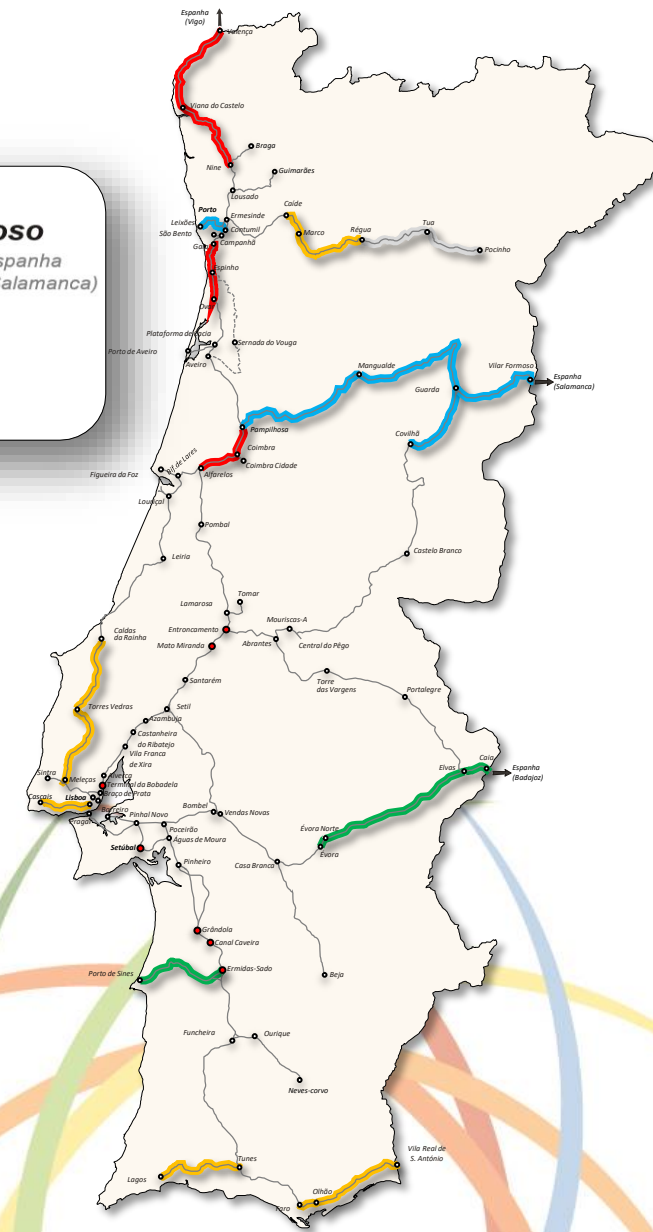 oso
spanha
alamanca)
Espanha
(Vigo)
Valença
Viana do Castelo
Braga
Nine
Guimarães
Lousado
Caíde
Porto
Ermesinde
Leixões
Contumil
São Bento
Campanhã
Gaia
Marco
Régua
Tua
Pocinho
Espinho
Ovar
Plataforma de Cacia
Sernada do Vouga
Porto de Aveiro
Aveiro
Mangualde
Vilar Formoso
Espanha
(Salamanca)
Guarda
Pampilhosa
Covilhã
Coimbra
Coimbra Cidade
Bif de Lares
Alfarelos
Figueira da Foz
Louriçal
Pombal
Leiria
Castelo Branco
Tomar
Lamarosa
Mouriscas-A
Entroncamento
Caldas
da Rainha
Mato Miranda
Abrantes
Central do Pêgo
Torre
das Vargens
Santarém
Portalegre
Torres Vedras
Setil
Azambuja
Castanheira
do Ribatejo
Vila Franca
de Xira
Sintra
Meleças
Alverca
Terminal da Bobadela
Braço de Prata
Cascais
Lisboa
Elvas
Caia
Espanha
(Badajoz)
Pragal
Barreiro
Pinhal Novo
Bombel
Vendas Novas
Poceirão
Águas de Moura
Setúbal
Pinheiro
Évora Norte
Évora
Casa Branca
Grândola
Canal Caveira
Porto de Sines
Ermidas-Sado
Beja
Funcheira
Ourique
Neves-corvo
Tunes
Lagos
Vila Real de
S. António
Olhão
Faro